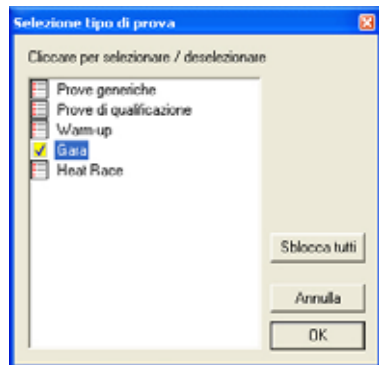 Selezione tipo di prova
Cliccare per selezionare / deselezionare
Prove generiche
Prove di qualificazione
Warm-up
Gara
Heat Race
Sblocca tutti
Annulla
OK